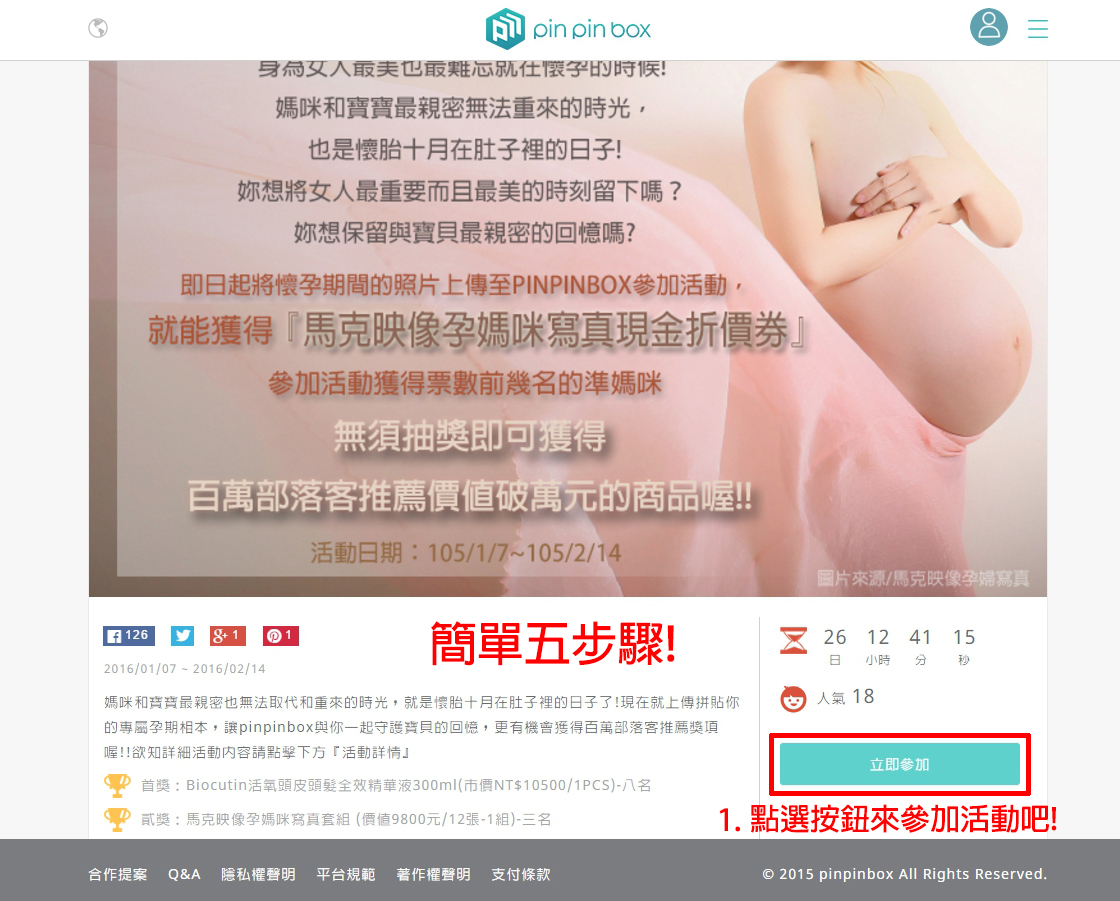 pin pin box
身為女人最美也最難忘就在懷孕的時候!
媽咪和寶寶最親密無法重來的時光，
也是懷胎十月在肚子裡的日子!
妳想將女人最重要而且最美的時刻留下嗎？
妳想保留與寶貝最親密的回憶嗎?
即日起將懷孕期間的照片上傳至PINPINBOX參加活動，
就能獲得『馬克映像孕媽咪寫真現金折價券』
參加活動獲得票數前幾名的準媽咪
無須抽獎即可獲得
百萬部落客推薦價值破萬元的商品喔!!
活動日期：105/1/7~105/2/14
圖片來源/馬克映像孕婦寫真
126
1
1
簡單五步驟!
2016/01/07 ~ 2016/02/14
媽咪和寶寶最親密也無法取代和重來的時光，就是懷胎十月在肚子裡的日子了!現在就上傳拼貼你
的專屬孕期相本，讓pinpinbox與你一起守護寶貝的回憶，更有機會獲得百萬部落客推薦獎項
喔!!欲知詳細活動內容請點擊下方『活動詳情』
首獎：Biocutin活氧頭皮頭髮全效精華液300ml(市價NT$10500/1PCS)-八名
貳獎：馬克映像孕媽咪寫真套組 (價值9800元/12張-1組)-三名
26 12 41 15
日 小時 分 秒
人氣 18
立即參加
1. 點選按鈕來參加活動吧!
合作提案 Q&A 隱私權聲明 平台規範 著作權聲明 支付條款
© 2015 pinpinbox All Rights Reserved.